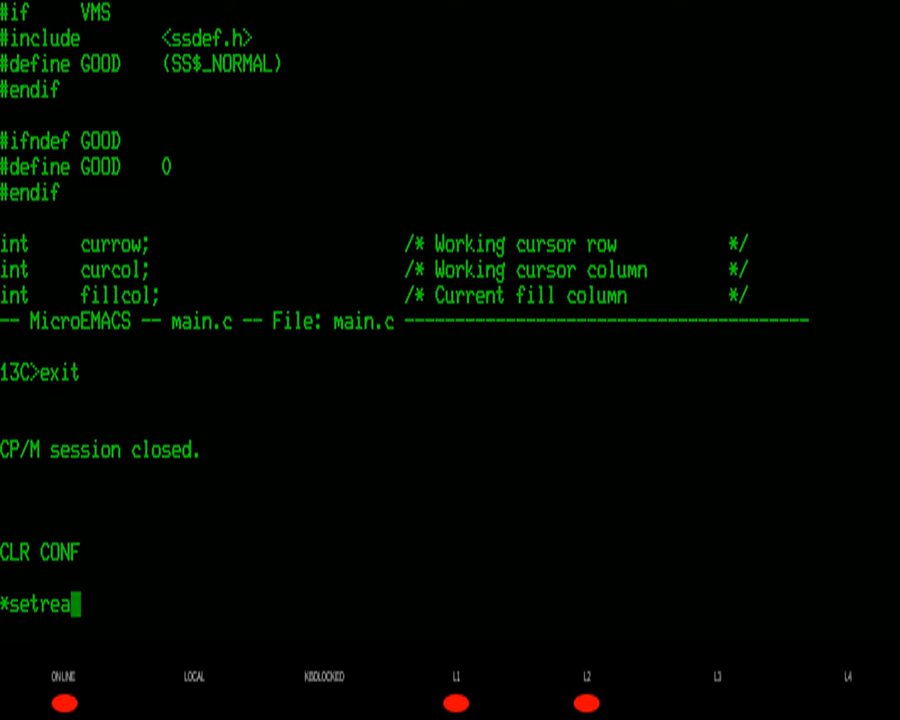 #if     VMS
#include        <ssdef.h>
#define GOOD    (SS$_NORMAL)
#endif
#ifndef GOOD
#define GOOD    0
#endif
int     currow;                         /* Working cursor row           */
int     curcol;                         /* Working cursor column        */
int     fillcol;                        /* Current fill column          */
-- MicroEMACS -- main.c -- File: main.c ----------------------------------------
13C>exit
CP/M session closed.
CLR CONF
*setrea
ONLINE LOCAL KBDLOCKED L1 L2 L3 L4